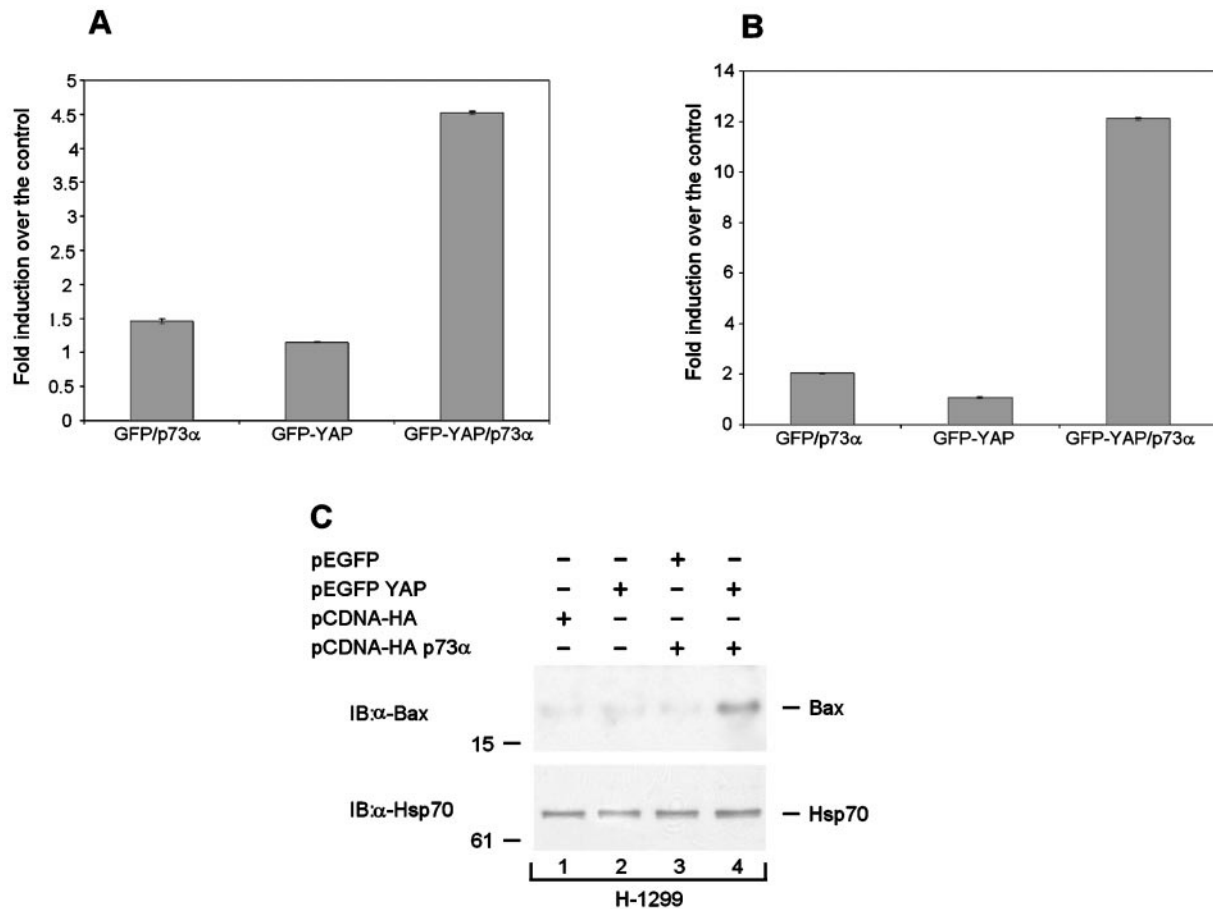 A
Fold induction over the control
5
4.5
4
3.5
3
2.5
2
1.5
1
0.5
0
GFP/p73α
GFP-YAP
GFP-YAP/p73α
B
Fold induction over the control
14
12
10
8
6
4
2
0
GFP/p73α
GFP-YAP
GFP-YAP/p73α
C
pEGFP – – + –
pEGFP YAP – + – +
pCDNA-HA + – – –
pCDNA-HA p73α – – + +
IB:α-Bax
15 –
– Bax
IB:α-Hsp70
61 –
– Hsp70
1 2 3 4
H-1299